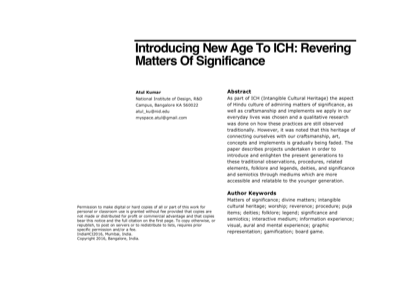 Introducing New Age To ICH: Revering
Matters Of Significance
Atul Kumar
National Institute of Design, R&D
Campus, Bangalore KA 560022
atul_ku@nid.edu
myspace.atul@gmail.com
Permission to make digital or hard copies of all or part of this work for
personal or classroom use is granted without fee provided that copies are
not made or distributed for profit or commercial advantage and that copies
bear this notice and the full citation on the first page. To copy otherwise, or
republish, to post on servers or to redistribute to lists, requires prior
specific permission and/or a fee.
IndiaHCI2016, Mumbai, India.
Copyright 2016, Bangalore, India.
Abstract
As part of ICH (Intangible Cultural Heritage) the aspect
of Hindu culture of admiring matters of significance, as
well as craftsmanship and implements we apply in our
everyday lives was chosen and a qualitative research
was done on how these practices are still observed
traditionally. However, it was noted that this heritage of
connecting ourselves with our craftsmanship, art,
concepts and implements is gradually being faded. The
paper describes projects undertaken in order to
introduce and enlighten the present generations to
these traditional observations, procedures, related
elements, folklore and legends, deities, and significance
and semiotics through mediums which are more
accessible and relatable to the younger generation.
Author Keywords
Matters of significance; divine matters; intangible
cultural heritage; worship; reverence; procedure; puja
items; deities; folklore; legend; significance and
semiotics; interactive medium; information experience;
visual, aural and mental experience; graphic
representation; gamification; board game.